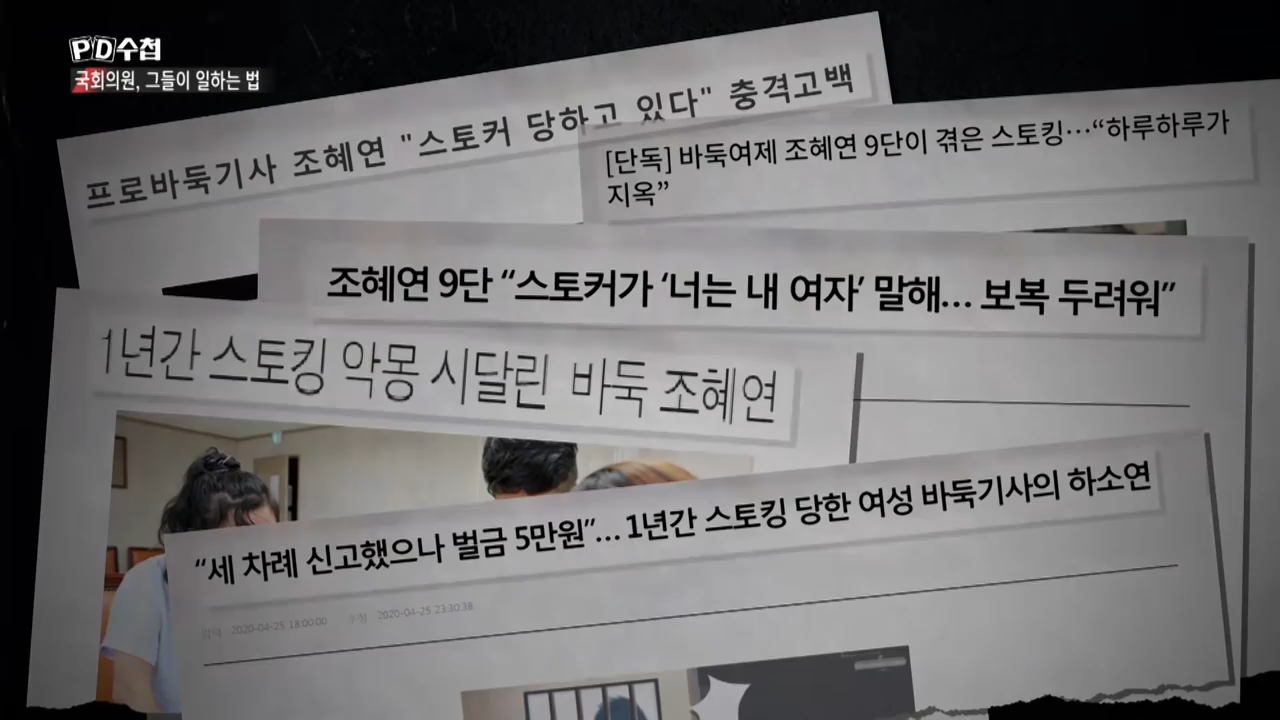 PD수첩
국회의원, 그들이 일하는 법
프로바둑기사 조혜연 "스토커 당하고 있다" 충격고백
[단독] 바둑여제 조혜연 9단이 겪은 스토킹…“하루하루가
지옥”
조혜연 9단 “스토커가 ‘너는 내 여자’ 말해... 보복 두려워”
1년간 스토킹 악몽 시달린 바둑 조혜연
“세 차례 신고했으나 벌금 5만원”... 1년간 스토킹 당한 여성 바둑기사의 하소연
입력 2020-04-25 18:00:00 수정 2020-04-25 23:30:38